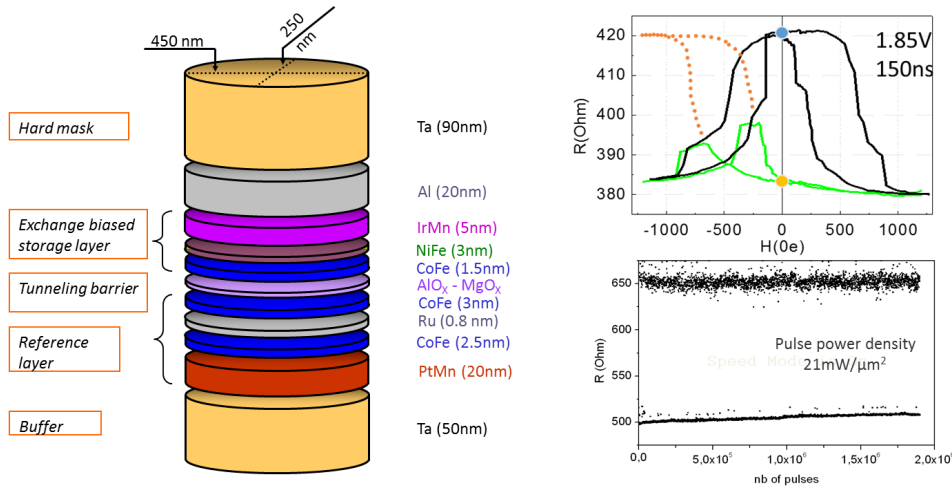 450 nm
250
nm
Hard mask
Exchange biased
storage layer
Tunneling barrier
Reference
layer
Buffer
Ta (90nm)
Al (20nm)
IrMn (5nm)
NiFe (3nm)
CoFe (1.5nm)
AlOX - MgOX
CoFe (3nm)
Ru (0.8 nm)
CoFe (2.5nm)
PtMn (20nm)
Ta (50nm)
420
410
400
390
380
R(Ohm)
1.85V
150ns
-1000 -500 0 500 1000
H(Oe)
650
600
550
500
R (Ohm)
Pulse power density
Speed Mode
21mW/µm²
0,0 5,0x10⁵ 1,0x10⁶ 1,5x10⁶ 2,0x10⁶
nb of pulses